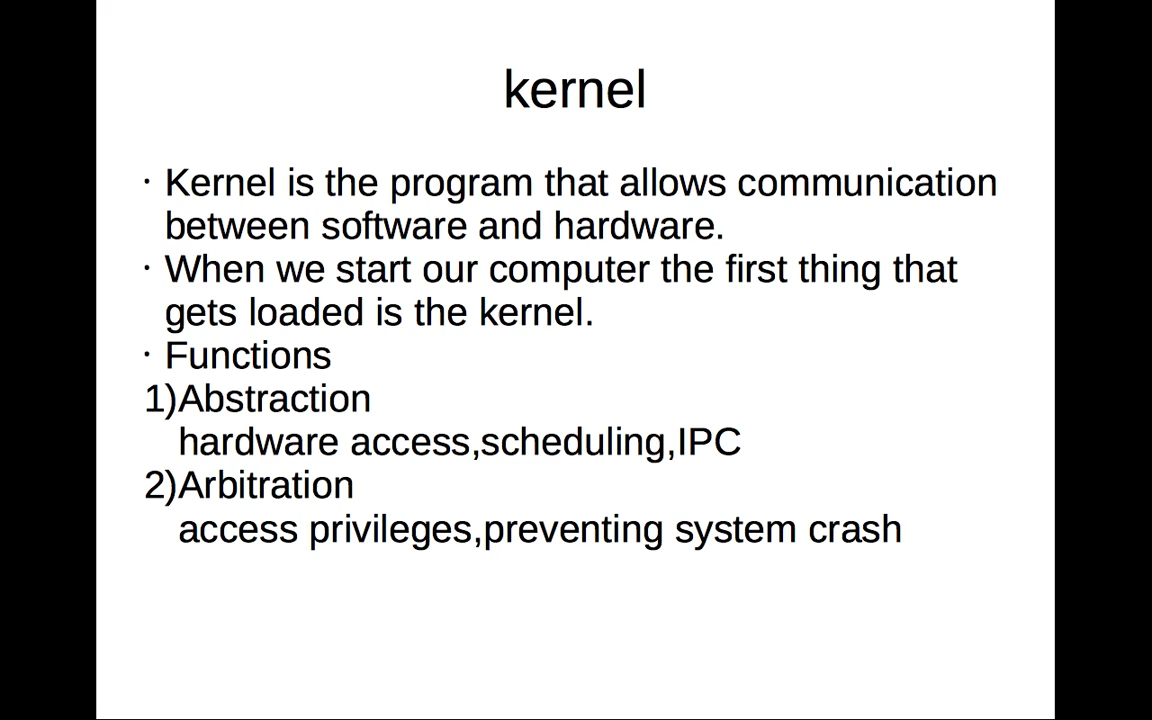 kernel
· Kernel is the program that allows communication
between software and hardware.
· When we start our computer the first thing that
gets loaded is the kernel.
· Functions
1)Abstraction
hardware access,scheduling,IPC
2)Arbitration
access privileges,preventing system crash